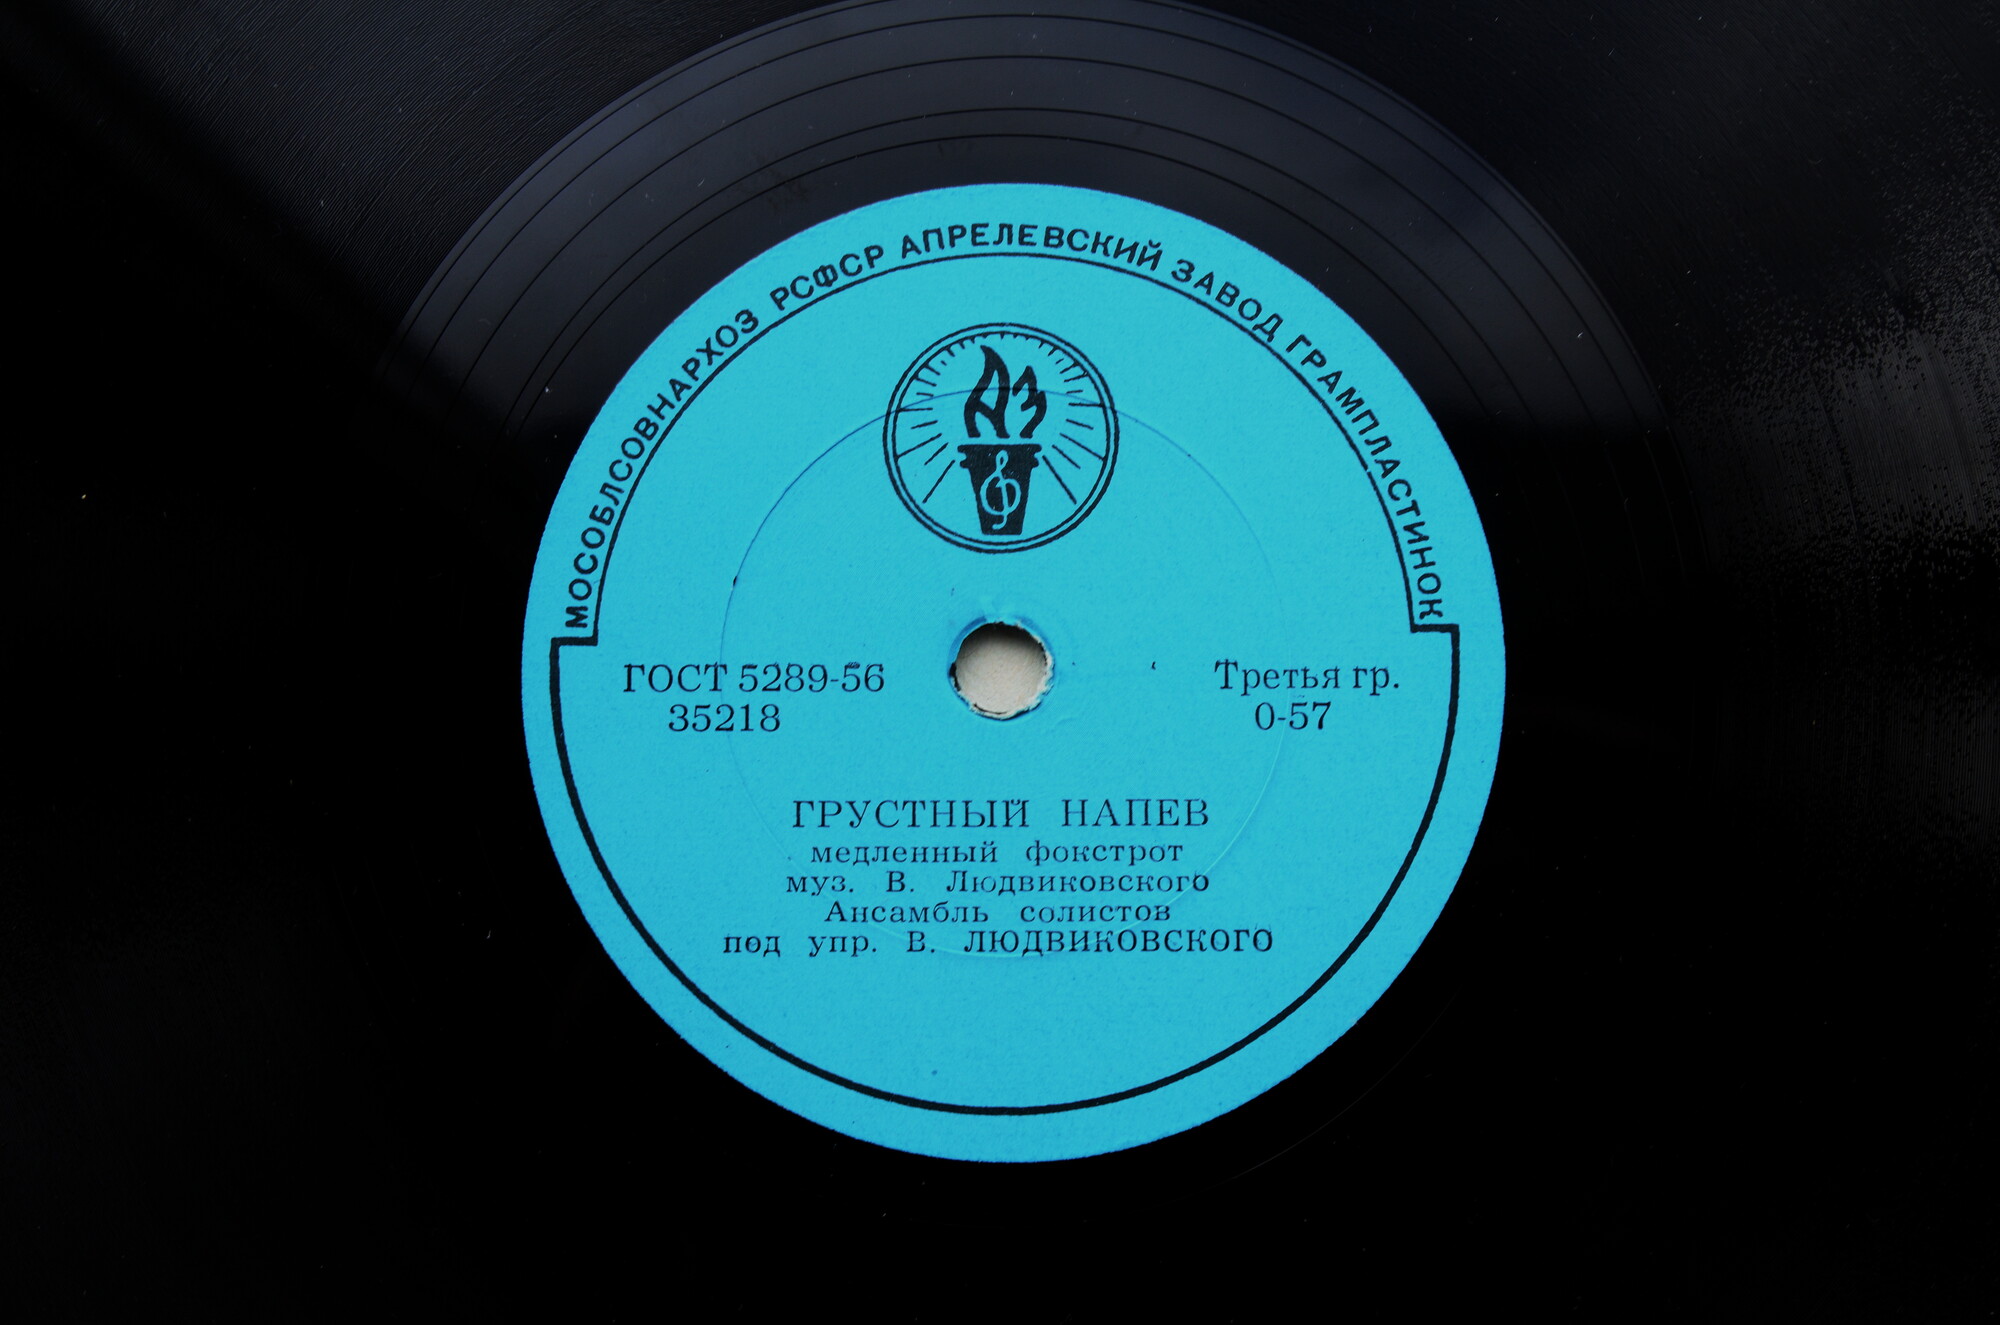 МОСОБЛСОВНАРХОЗ РСФСР АПРЕЛЕВСКИЙ ЗАВОД ГРАМПЛАСТИНОК
АЗ
ГОСТ 5289-56
35218
Третья гр.
0-57
ГРУСТНЫЙ НАПЕВ
медленный фокстрот
муз. В. Людвиковского
Ансамбль солистов
под упр. В. ЛЮДВИКОВСКОГО